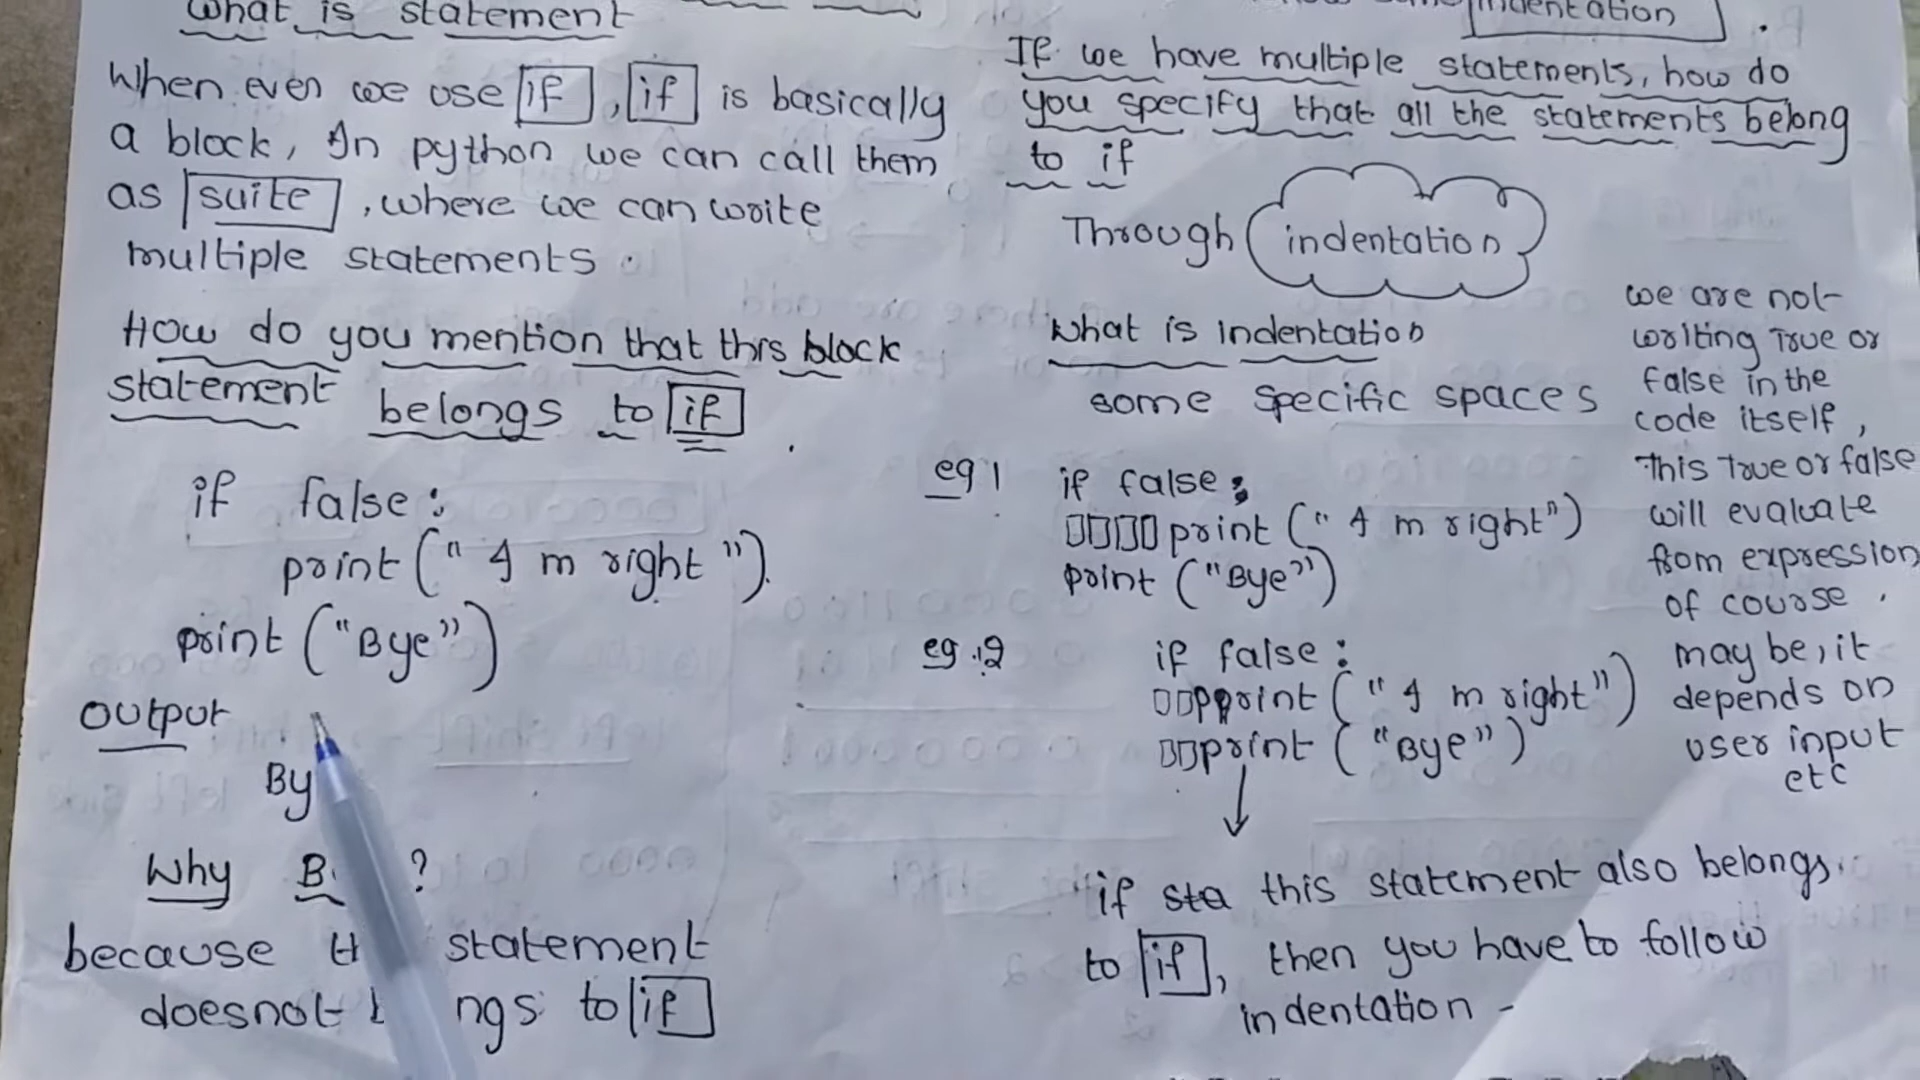 what is statement
When even we use if, if is basically
a block, In python we can call them
as suite, where we can write
multiple statements.
How do you mention that this block
statement belongs to if.
if false:
print (" I m right ").
print ("Bye")
output
By
Why B ?
because statement
doesnot ngs to if
indentation.
If we have multiple statements, how do
you specify that all the statements belong
to if
Through indentation
what is indentation
some specific spaces
eg 1 if false:
print (" I m right")
print ("Bye")
eg.2 if false:
print (" I m right")
print ("Bye")
if sta this statement also belongs.
to if, then you have to follow
indentation -
we are not
writing True or
false in the
code itself,
This True or false
will evaluate
from expression
of course.
may be, it
depends on
user input
etc